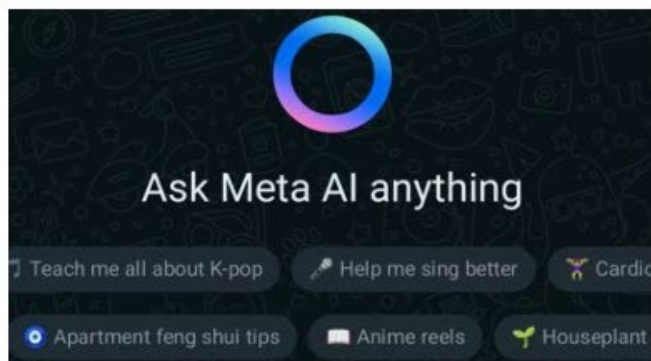 Ask Meta AI anything
🎵 Teach me all about K-pop 🎤 Help me sing better 🏋️‍♀️ Cardio
🧿 Apartment feng shui tips 📖 Anime reels 🌱 Houseplant